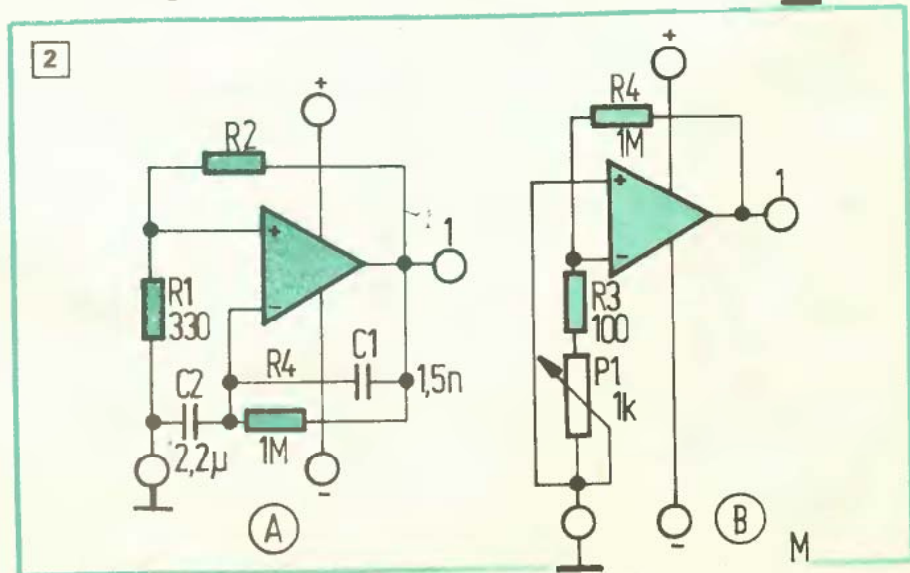 2
+
R2
1
+
-
R1
330
R4
C1
1,5n
C2
2,2μ
1M
-
A
+
R4
1M
1
+
-
R3
100
P1
1k
-
B
M